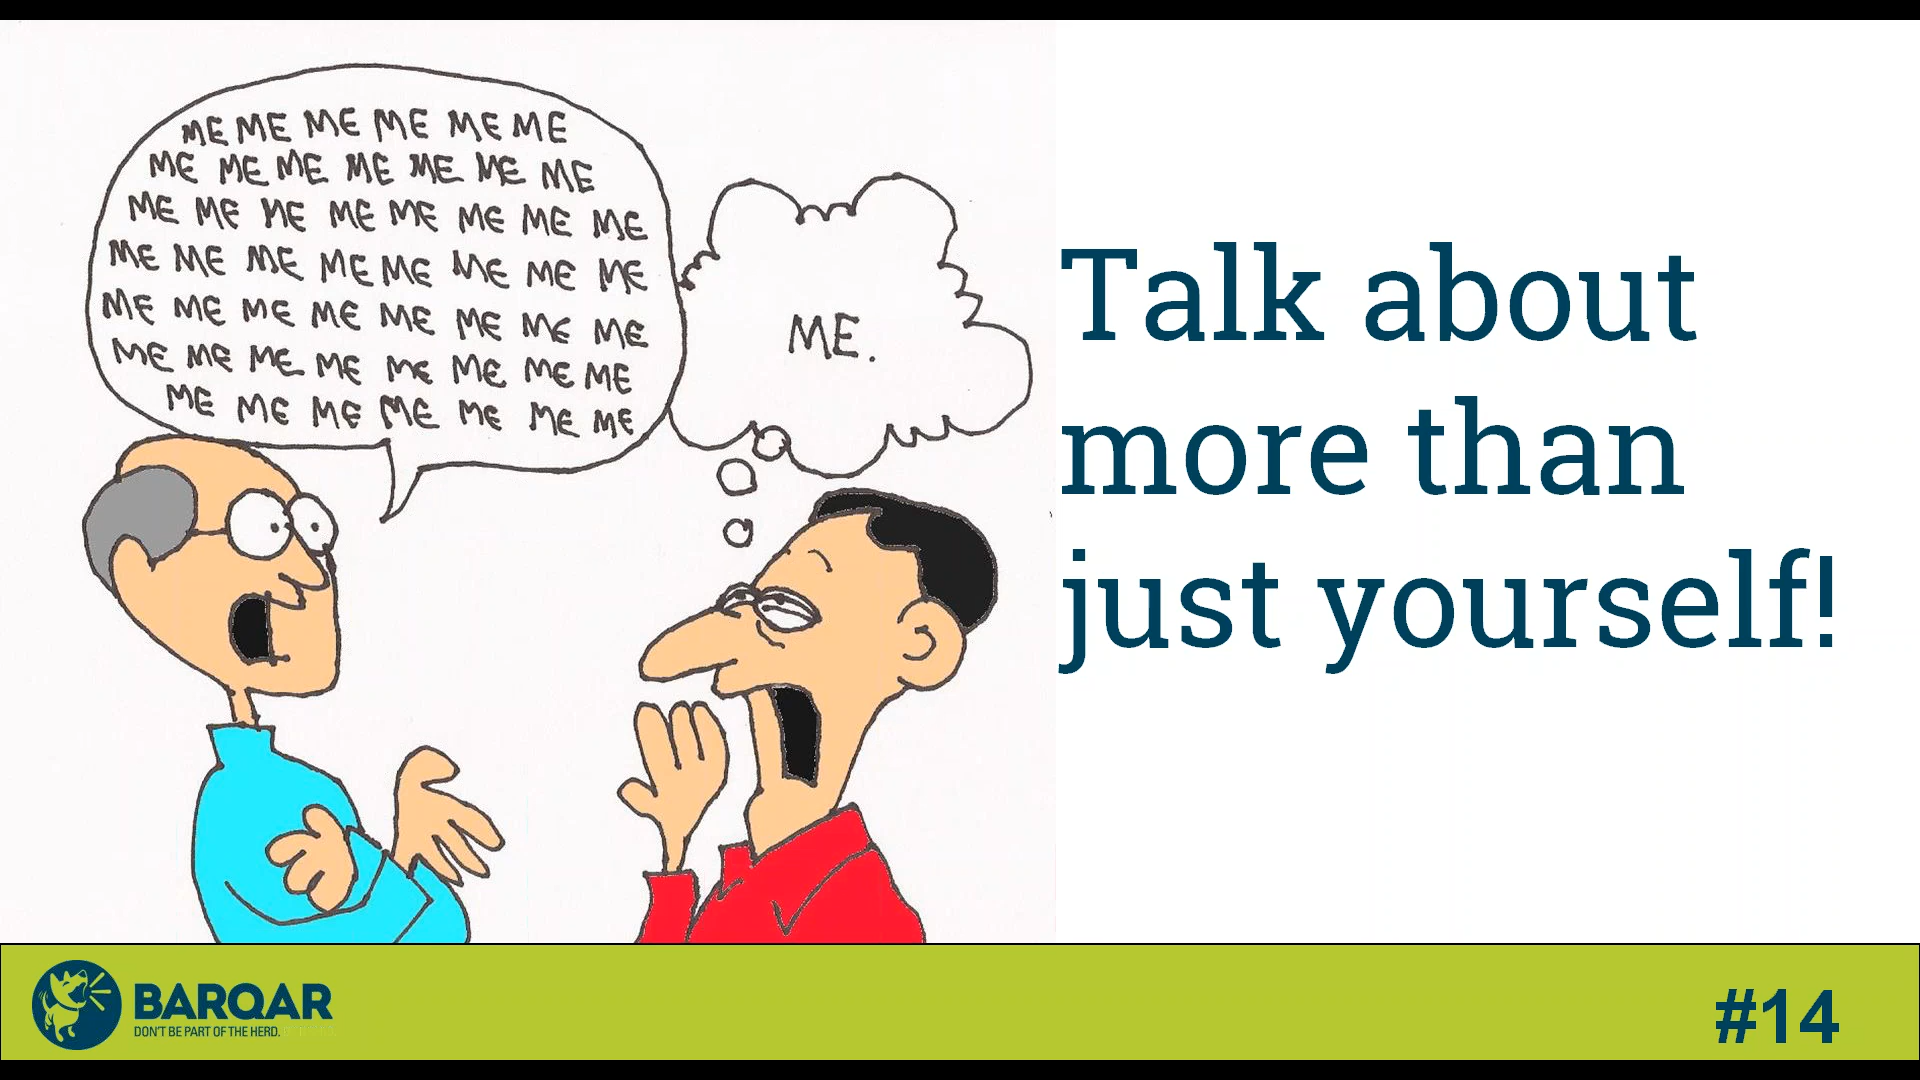 ME ME ME ME ME ME
ME ME ME ME ME ME ME
ME ME ME ME ME ME ME ME
ME ME ME ME ME ME ME ME
ME ME ME ME ME ME ME ME
ME ME ME ME ME ME ME ME
ME ME ME ME ME ME ME
ME.
Talk about
more than
just yourself!
BARQAR
DON'T BE PART OF THE HERD.
#14